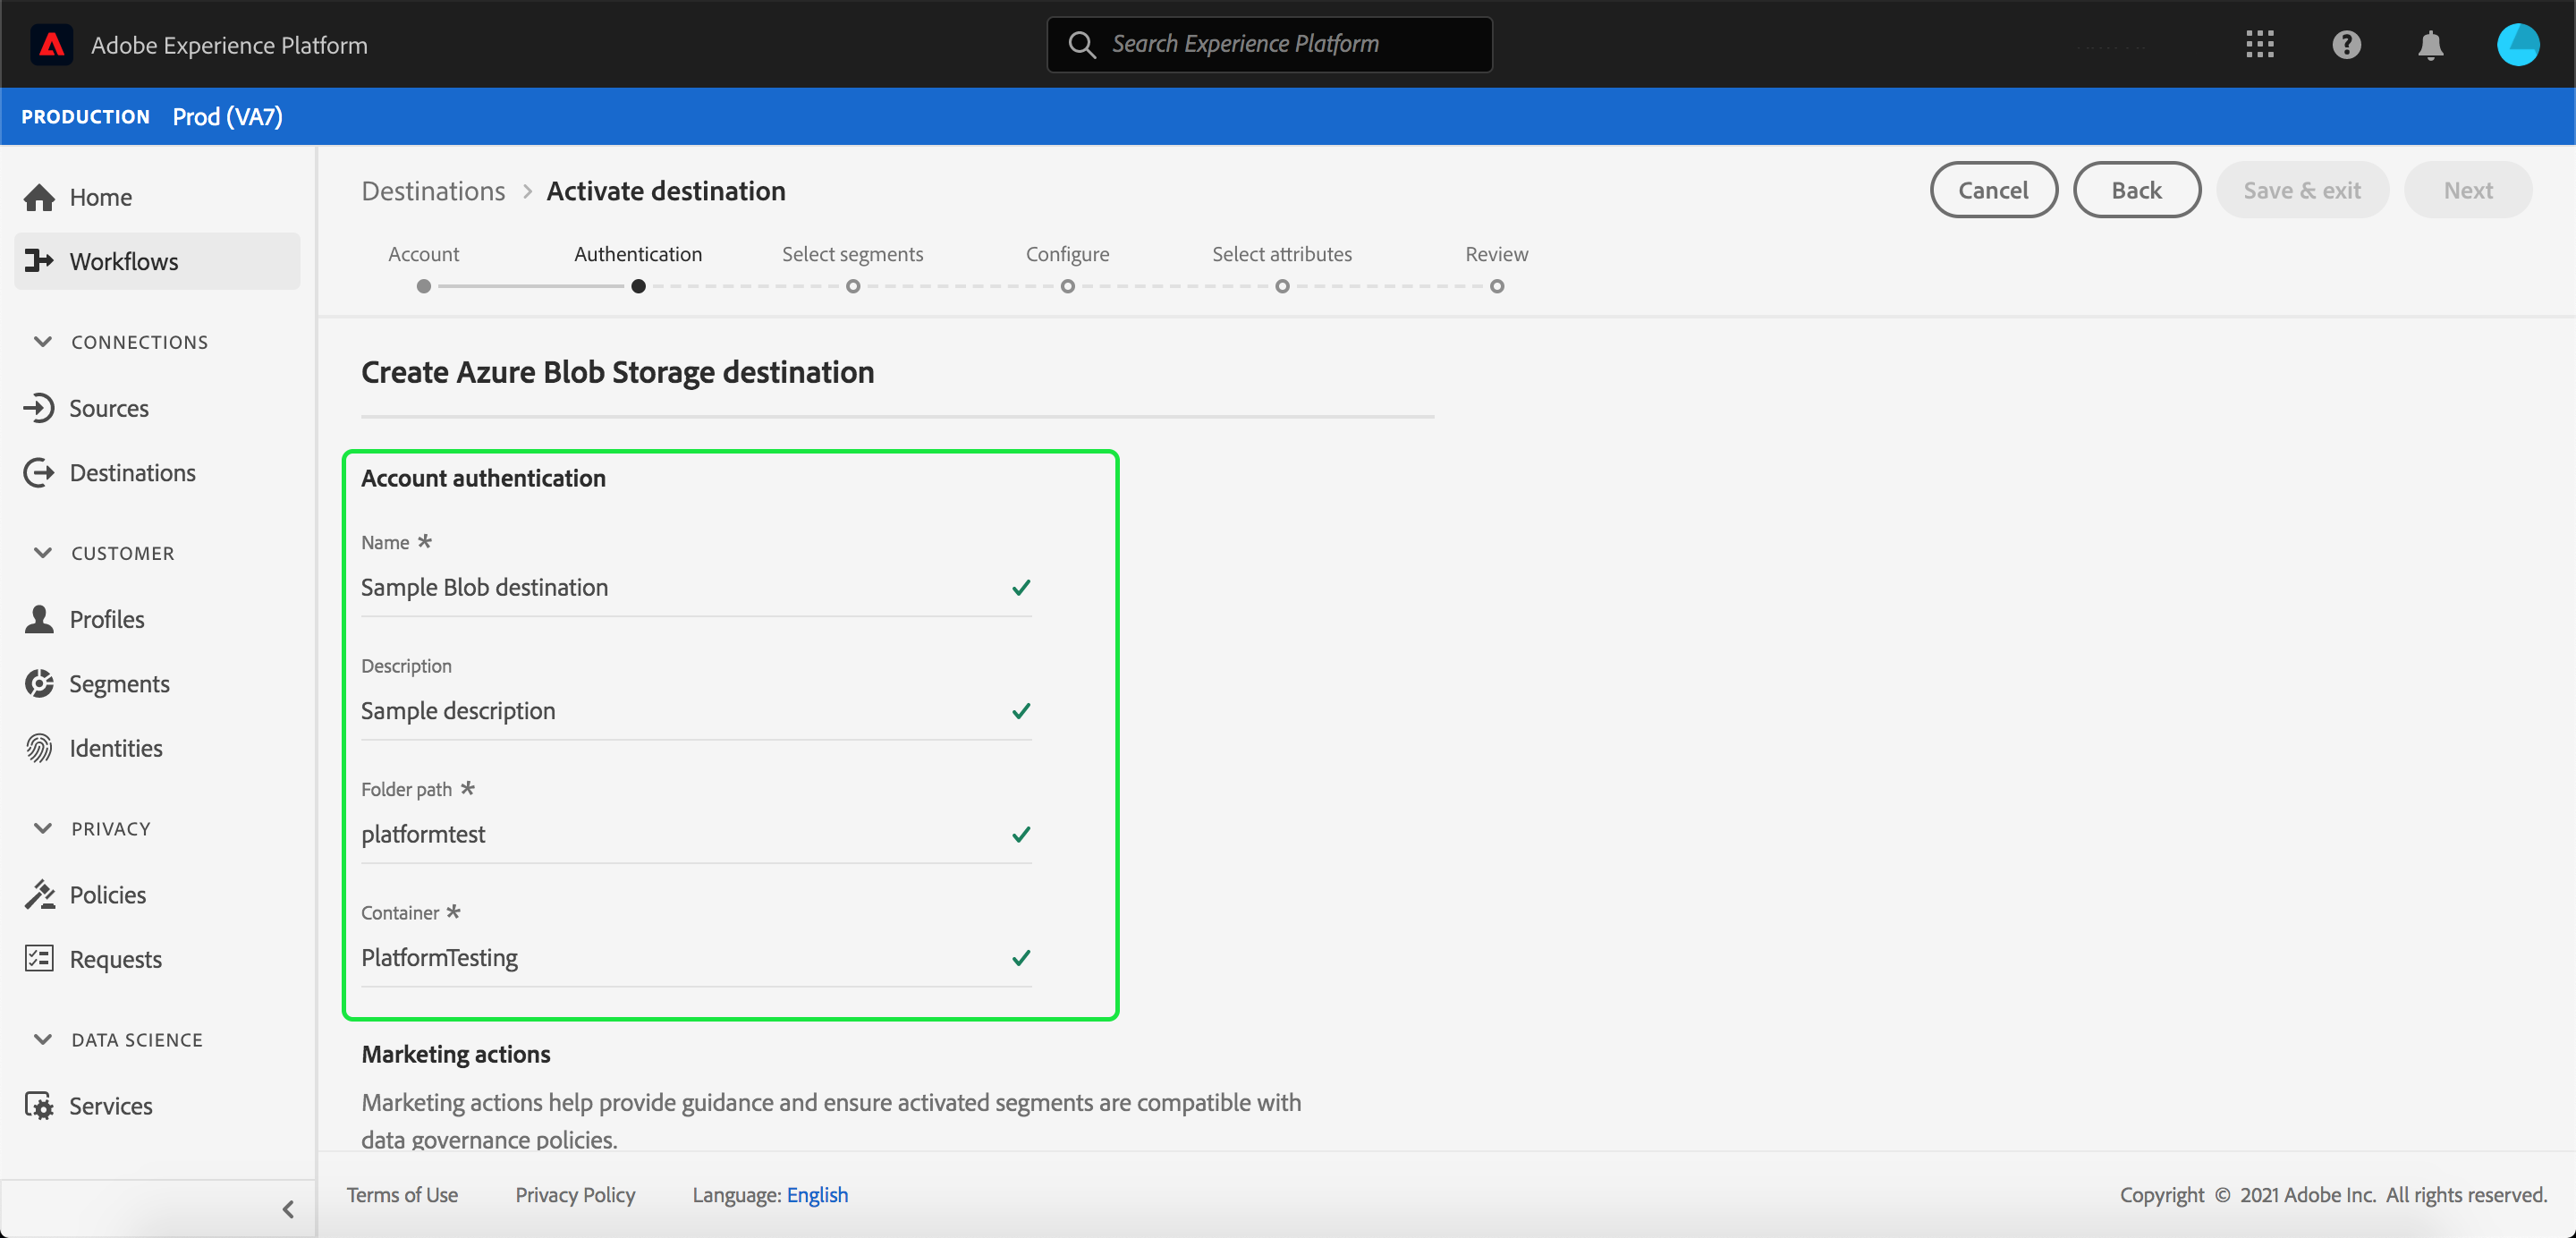 Adobe Experience Platform
Search Experience Platform
PRODUCTION Prod (VA7)
Home
Workflows
CONNECTIONS
Sources
Destinations
CUSTOMER
Profiles
Segments
Identities
PRIVACY
Policies
Requests
DATA SCIENCE
Services
Destinations > Activate destination
Cancel
Back
Save & exit
Next
Account
Authentication
Select segments
Configure
Select attributes
Review
Create Azure Blob Storage destination
Account authentication
Name *
Sample Blob destination
Description
Sample description
Folder path *
platformtest
Container *
PlatformTesting
Marketing actions
Marketing actions help provide guidance and ensure activated segments are compatible with
data governance policies.
Terms of Use
Privacy Policy
Language: English
Copyright © 2021 Adobe Inc. All rights reserved.